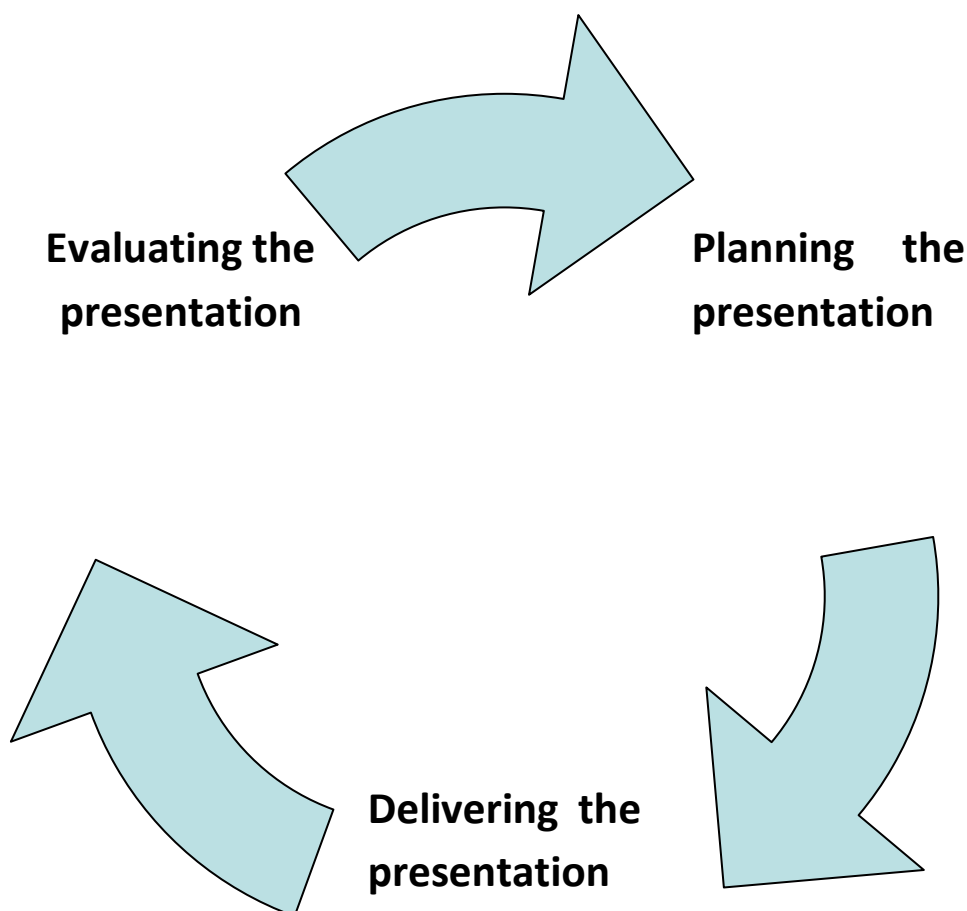 Evaluating the
presentation
Planning the
presentation
Delivering the
presentation